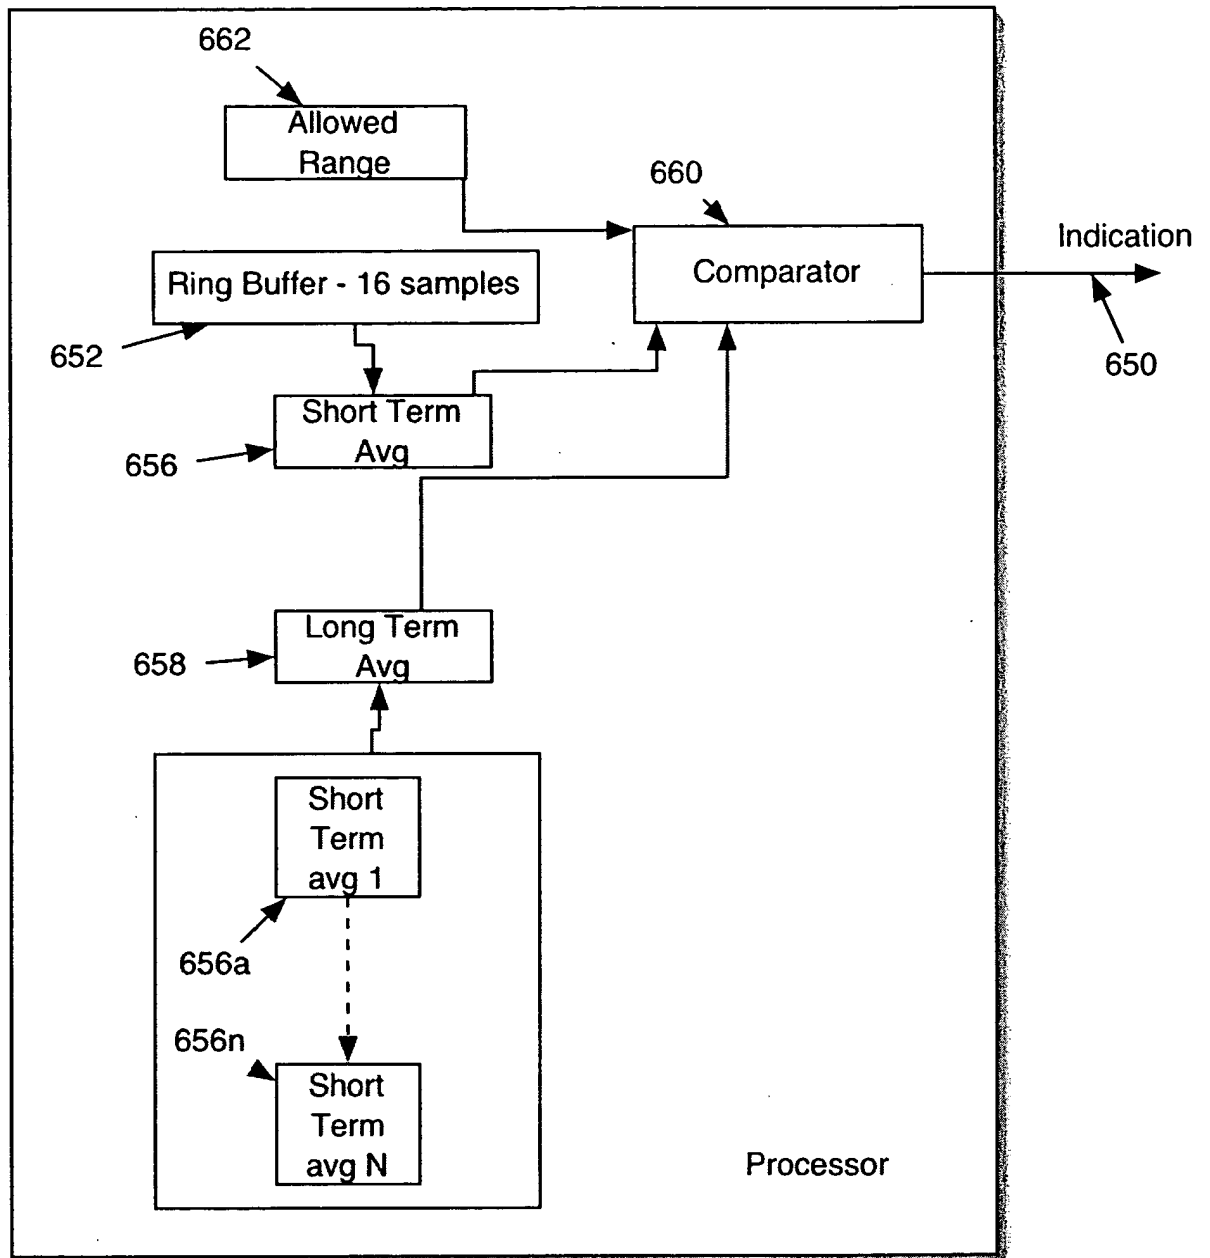 662
Allowed
Range
660
Comparator
Indication
650
Ring Buffer - 16 samples
652
Short Term
Avg
656
Long Term
Avg
658
Short
Term
avg 1
656a
656n
Short
Term
avg N
Processor